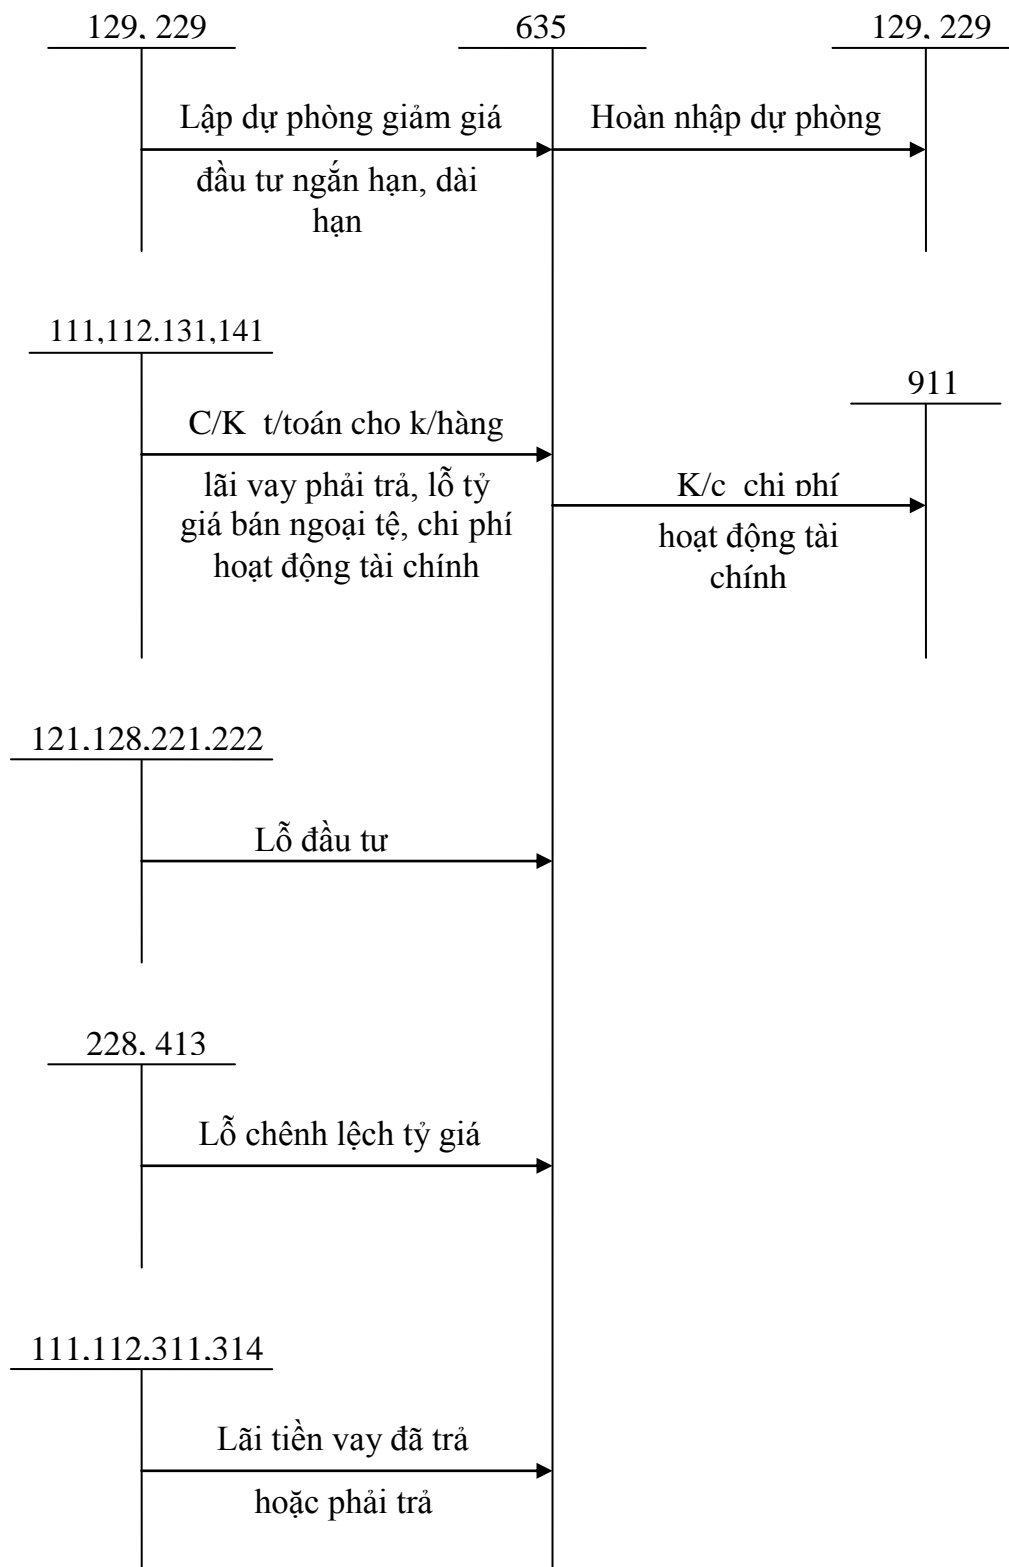 129, 229
635
129, 229
Lập dự phòng giảm giá
đầu tư ngắn hạn, dài
hạn
Hoàn nhập dự phòng
111,112.131,141
C/K t/toán cho k/hàng
lãi vay phải trả, lỗ tỷ
giá bán ngoại tệ, chi phí
hoạt động tài chính
911
K/c chi phí
hoạt động tài
chính
121,128,221,222
Lỗ đầu tư
228, 413
Lỗ chênh lệch tỷ giá
111,112,311,314
Lãi tiền vay đã trả
hoặc phải trả